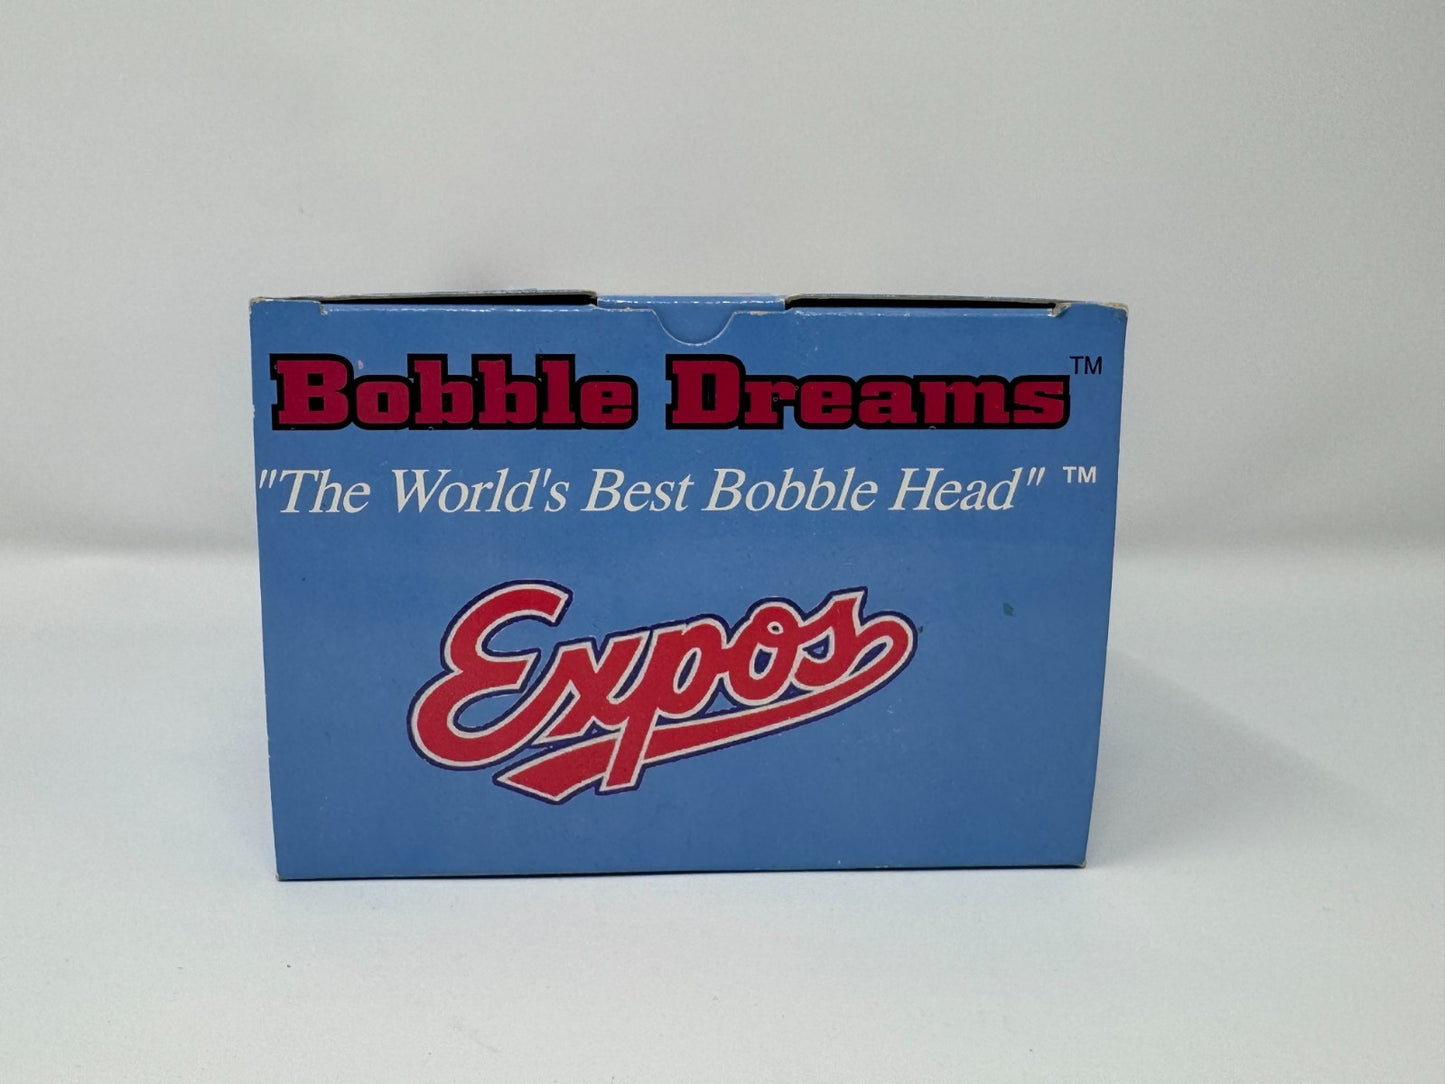 Bobble Dreams™
"The World's Best Bobble Head" ™
Expos